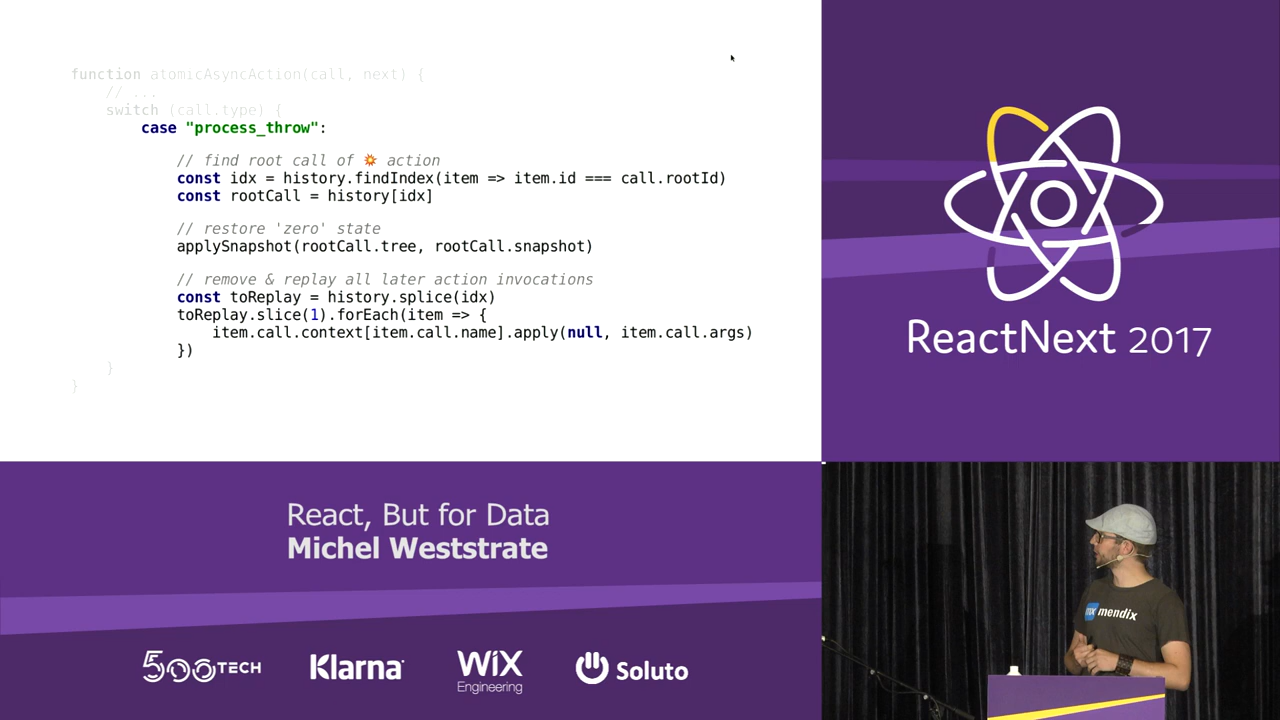 function atomicAsyncAction(call, next) {
// ...
switch (call.type) {
case "process_throw":
// find root call of 💥 action
const idx = history.findIndex(item => item.id === call.rootId)
const rootCall = history[idx]
// restore 'zero' state
applySnapshot(rootCall.tree, rootCall.snapshot)
// remove & replay all later action invocations
const toReplay = history.splice(idx)
toReplay.slice(1).forEach(item => {
item.call.context[item.call.name].apply(null, item.call.args)
})
}
}
ReactNext 2017
React, But for Data
Michel Weststrate
500TECH
Klarna
WiX
Engineering
Soluto
mx mendix